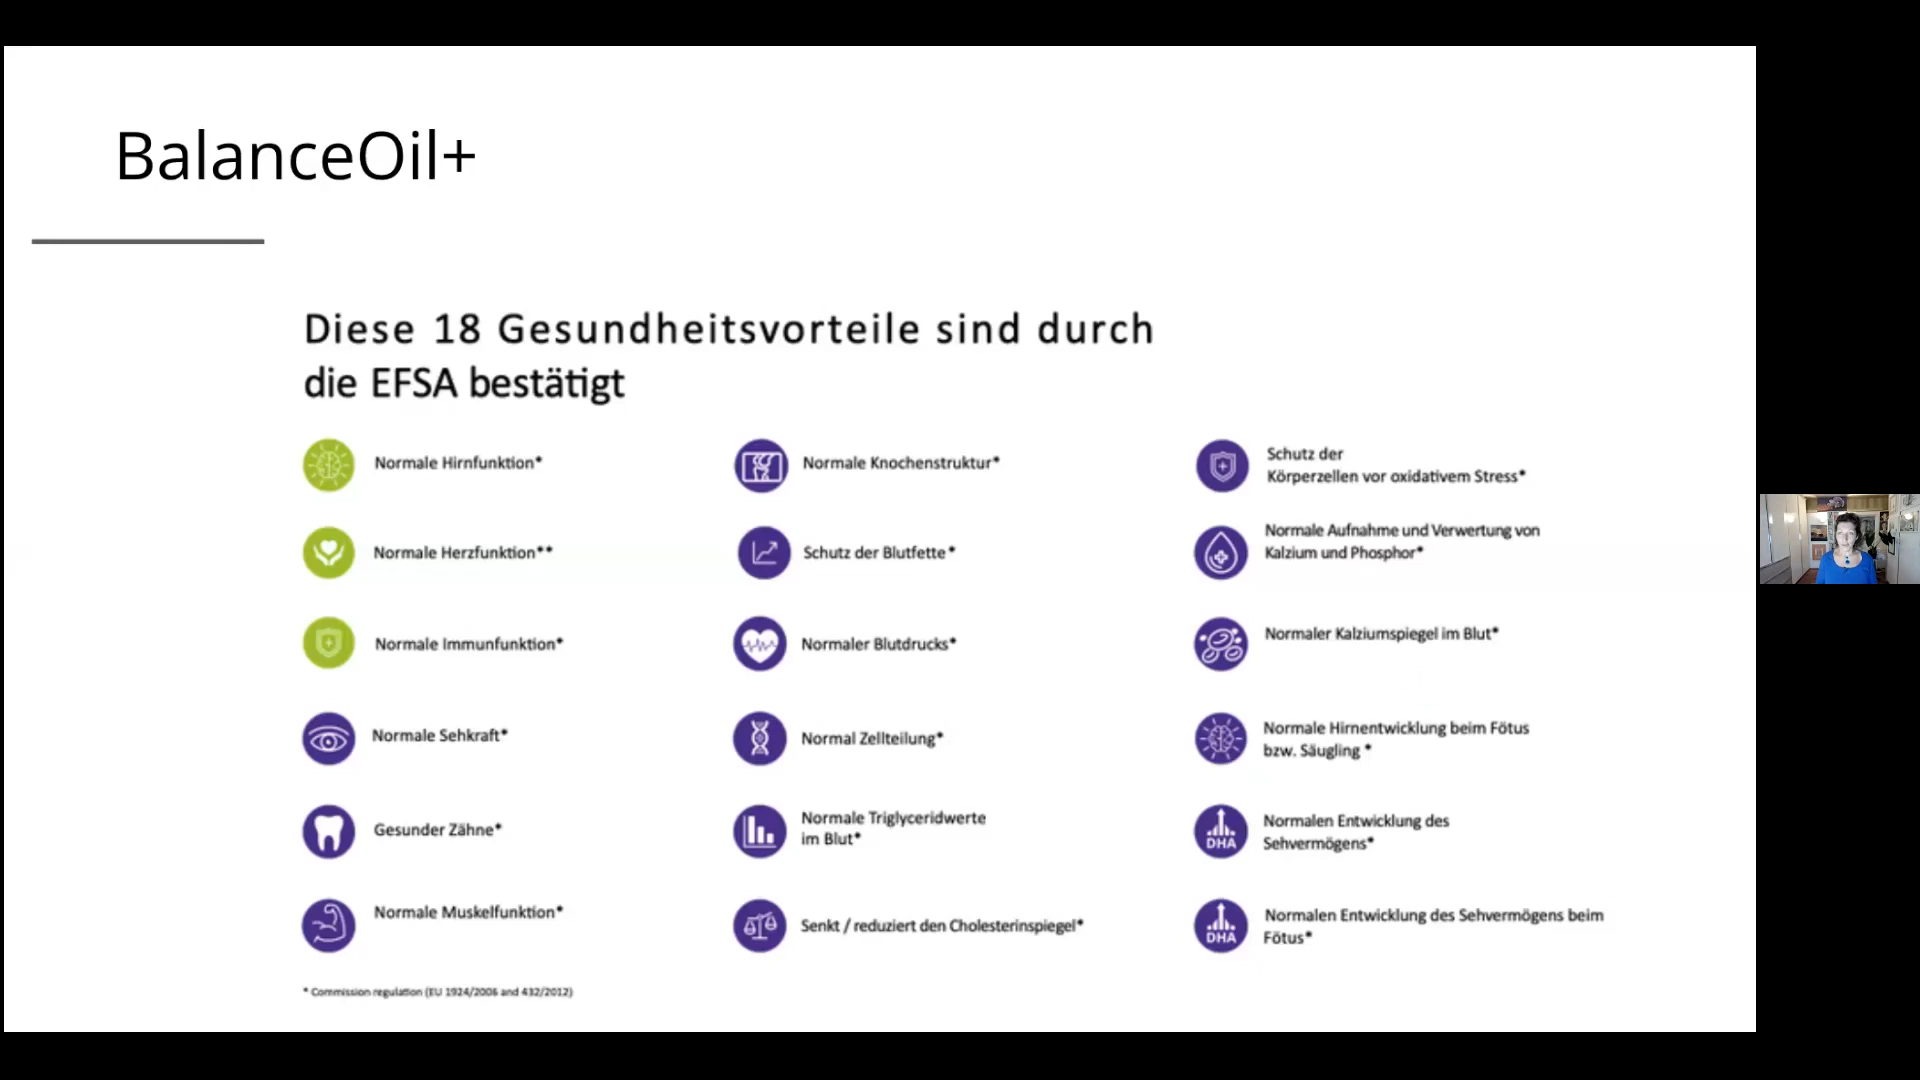 BalanceOil+
Diese 18 Gesundheitsvorteile sind durch
die EFSA bestätigt
Normale Hirnfunktion*
Normale Herzfunktion**
Normale Immunfunktion*
Normale Sehkraft*
Gesunder Zähne*
Normale Muskelfunktion*
Normale Knochenstruktur*
Schutz der Blutfette*
Normaler Blutdrucks*
Normal Zellteilung*
Normale Triglyceridwerte
im Blut*
Senkt / reduziert den Cholesterinspiegel*
Schutz der
Körperzellen vor oxidativem Stress*
Normale Aufnahme und Verwertung von
Kalzium und Phosphor*
Normaler Kalziumspiegel im Blut*
Normale Hirnentwicklung beim Fötus
bzw. Säugling *
DHA
Normalen Entwicklung des
Sehvermögens*
DHA
Normalen Entwicklung des Sehvermögens beim
Fötus*
* Commission regulation (EU 1924/2006 and 432/2012)